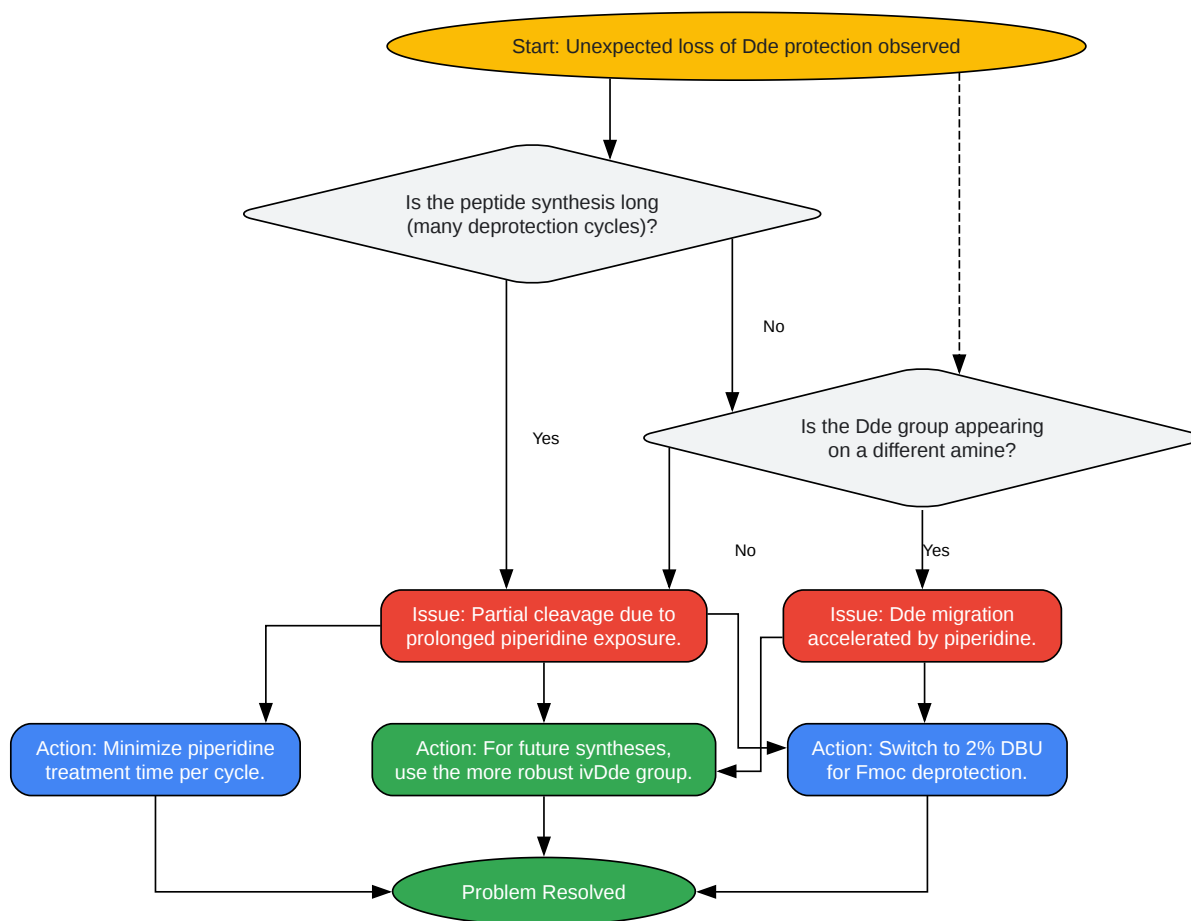 Start: Unexpected loss of Dde protection observed
Is the peptide synthesis long
(many deprotection cycles)?
No
Is the Dde group appearing
on a different amine?
Yes
No
Yes
Issue: Partial cleavage due to
prolonged piperidine exposure.
Issue: Dde migration
accelerated by piperidine.
Action: Minimize piperidine
treatment time per cycle.
Action: For future syntheses,
use the more robust ivDde group.
Action: Switch to 2% DBU
for Fmoc deprotection.
Problem Resolved